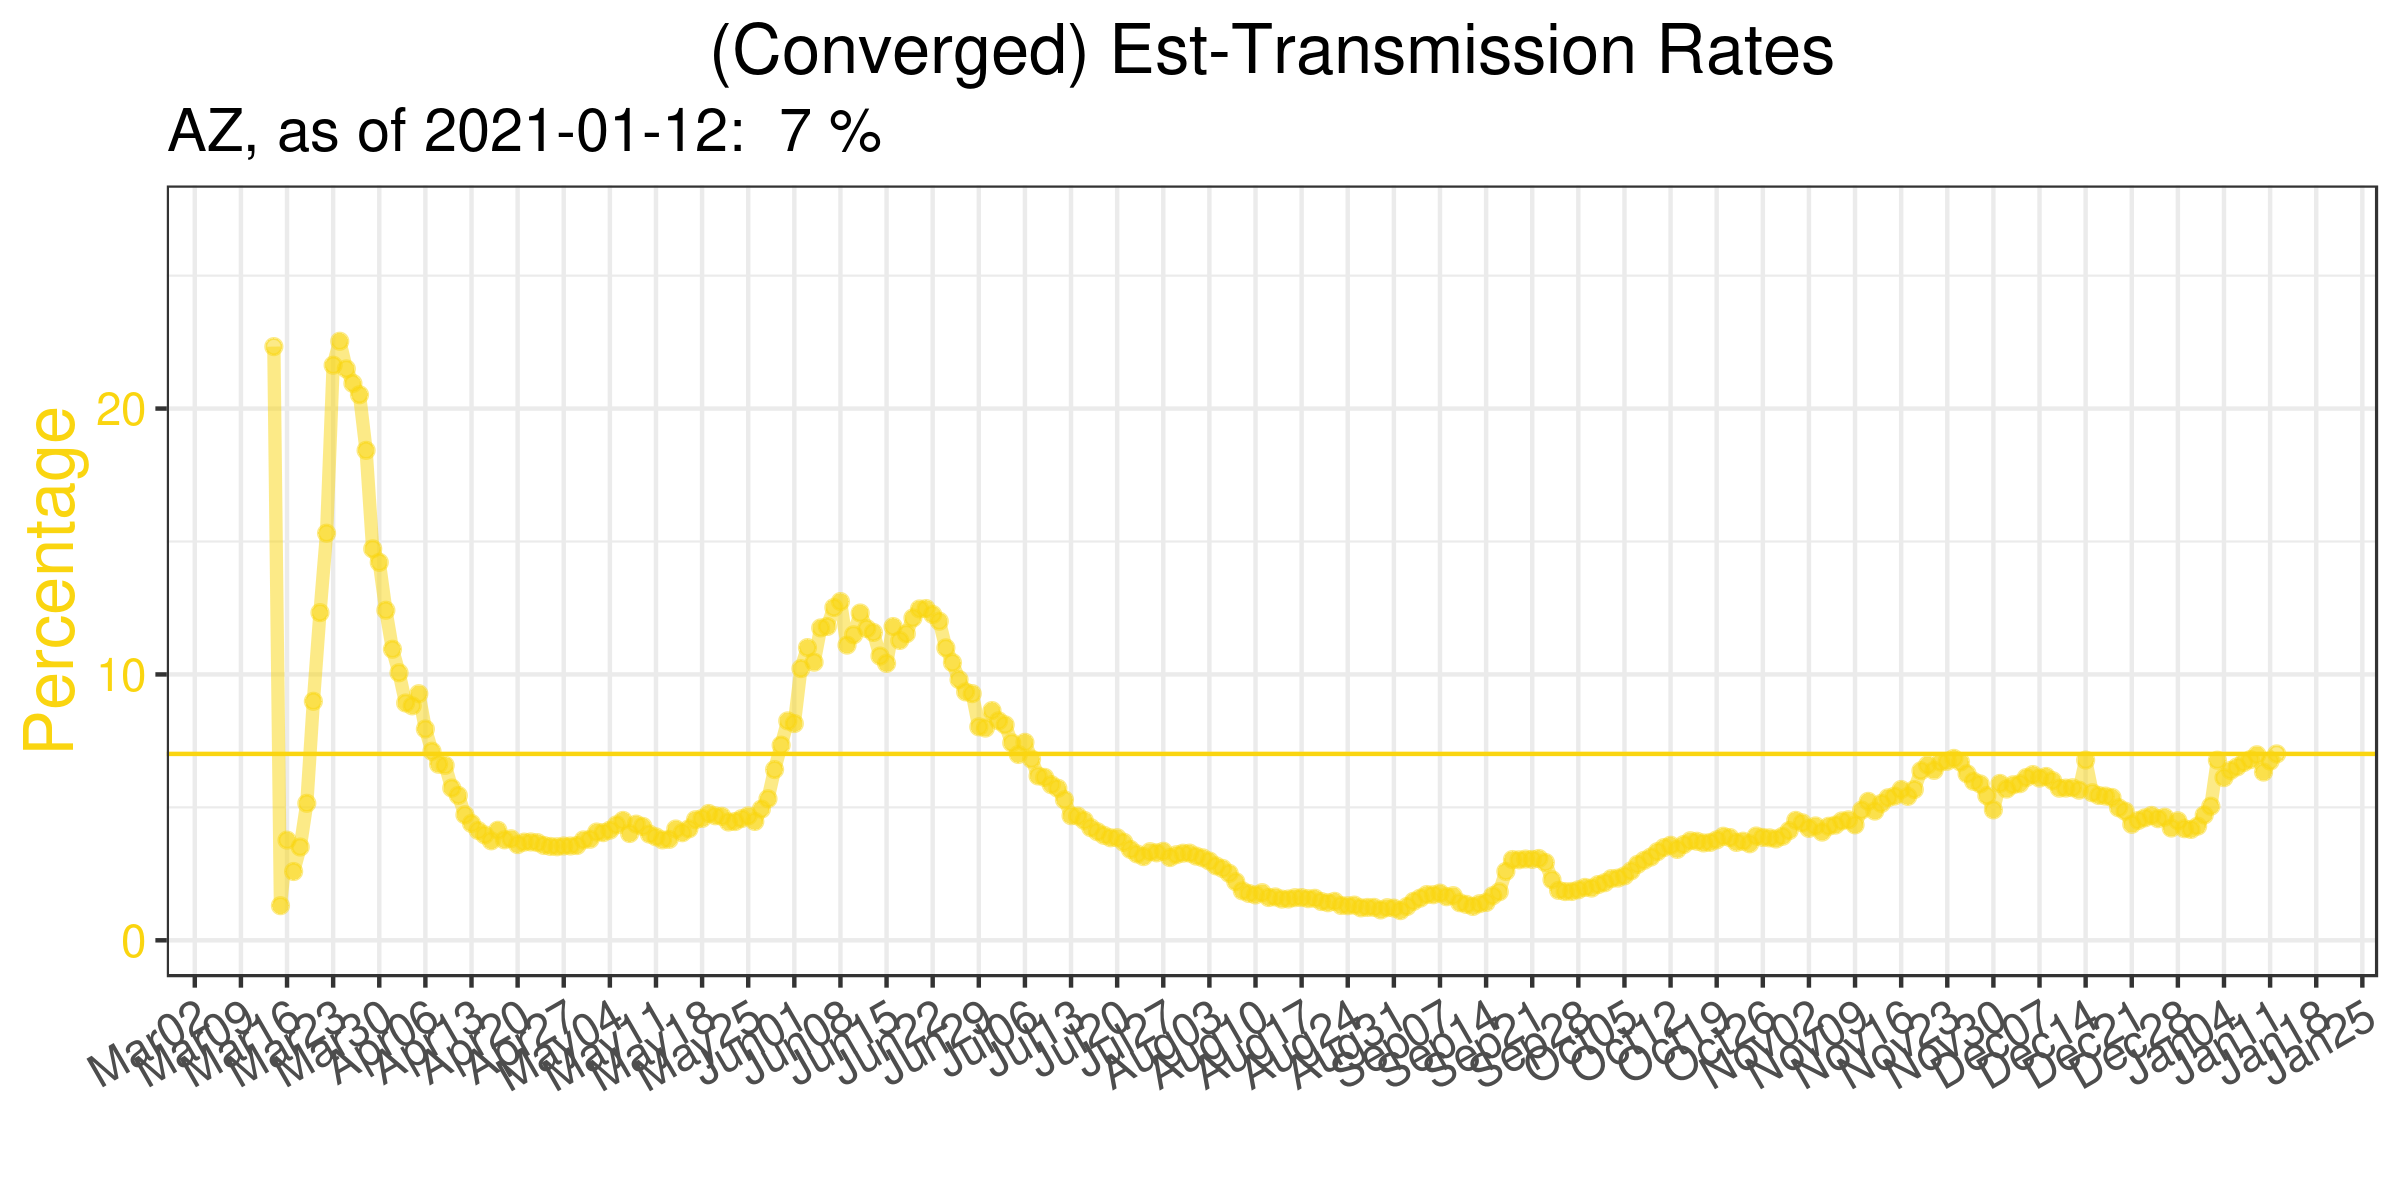 (Converged) Est-Transmission Rates
AZ, as of 2021-01-12: 7 %
Percentage
20
10
0
Mar02
Mar09
Mar16
Mar23
Mar30
Apr06
Apr13
Apr20
Apr27
May04
May11
May18
May25
Jun01
Jun08
Jun15
Jun22
Jun29
Jul06
Jul13
Jul20
Jul27
Aug03
Aug10
Aug17
Aug24
Aug31
Sep07
Sep14
Sep21
Sep28
Oct05
Oct12
Oct19
Oct26
Nov02
Nov09
Nov16
Nov23
Nov30
Dec07
Dec14
Dec21
Dec28
Jan04
Jan11
Jan18
Jan25